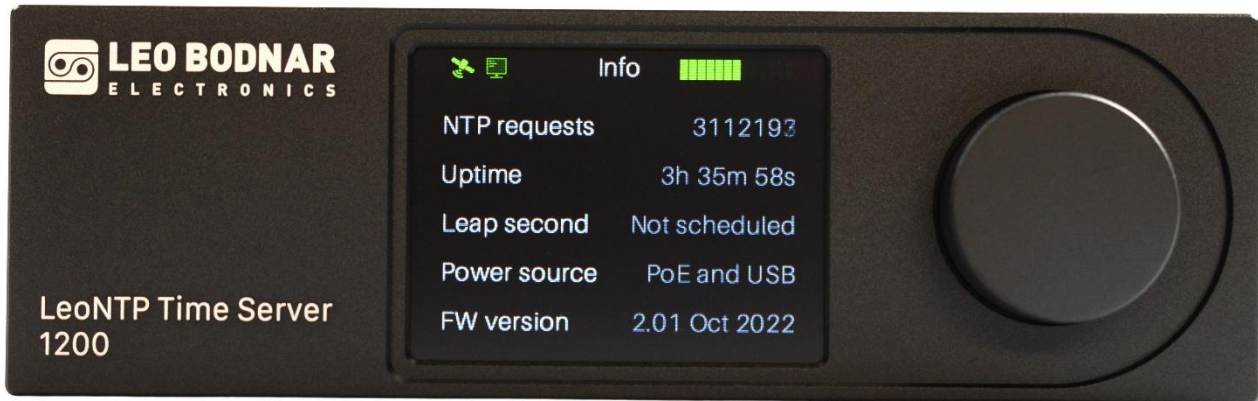 LEO BODNAR
ELECTRONICS
LeoNTP Time Server
1200
Info
NTP requests
Uptime 3h 35m 58s
Leap second Not scheduled
Power source PoE and USB
FW version 2.01 Oct 2022